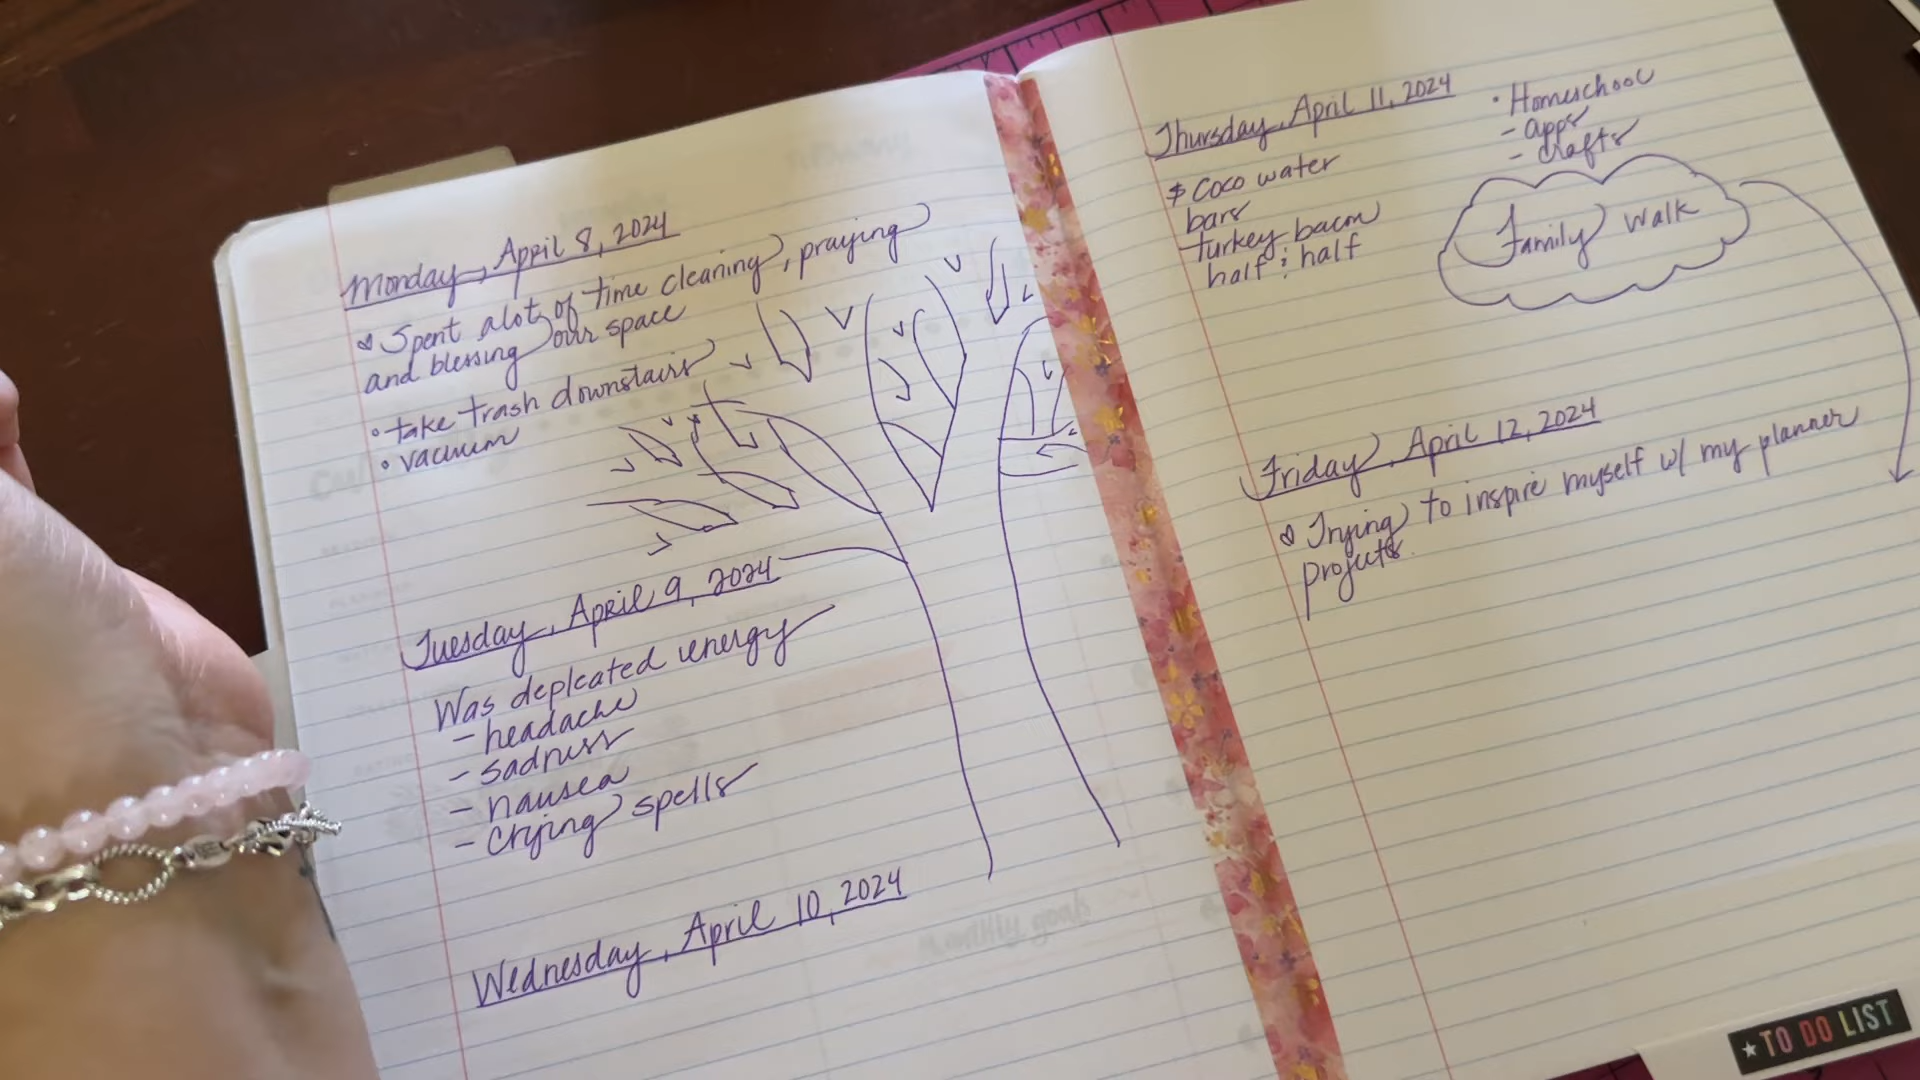 Monday, April 8, 2024
Spent alot of time cleaning, praying
and blessing our space
• take trash downstairs
• vacuum
Tuesday, April 9, 2024
Was depleated energy
- headache
- sadness
- nausea
- Crying spells
Wednesday, April 10, 2024
monthly goals
Thursday, April 11, 2024
$ Coco water
bars
turkey bacon
half & half
• Homeschool
- apps
- crafts
Family Walk
Friday, April 12, 2024
Trying to inspire myself w/ my planner
projects.
TO DO LIST